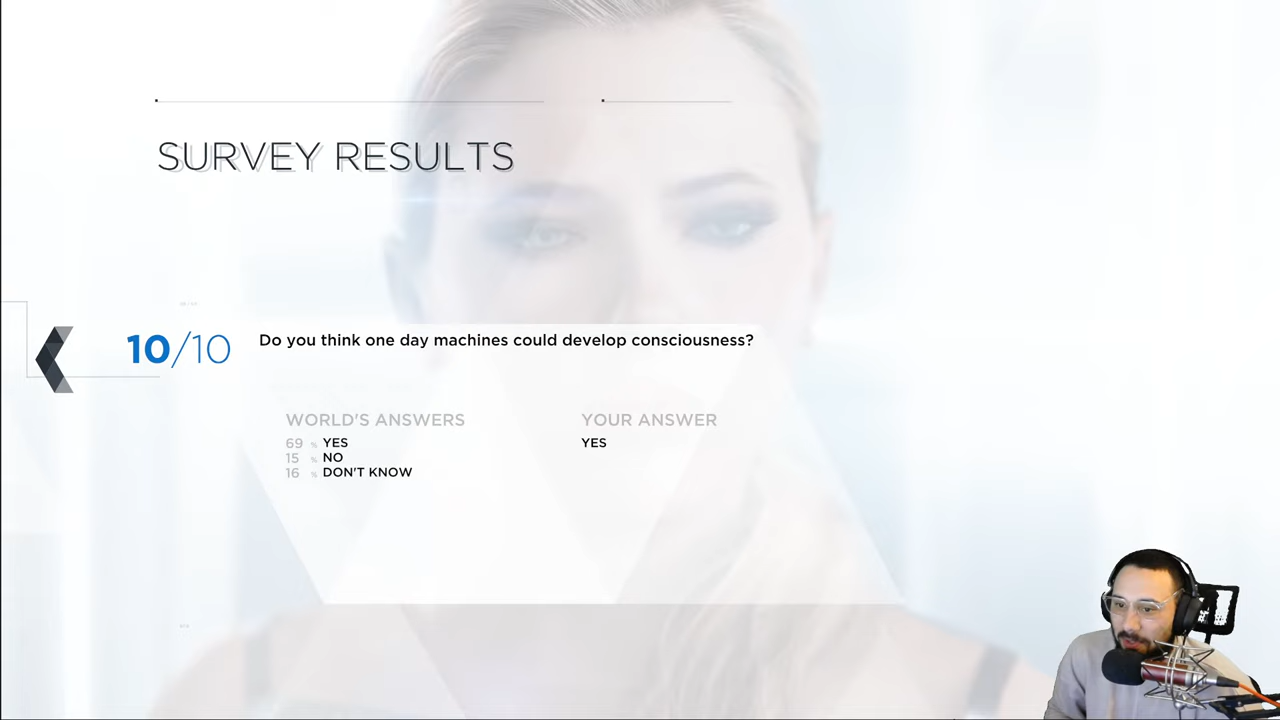 SURVEY RESULTS
10/10
Do you think one day machines could develop consciousness?
WORLD'S ANSWERS
69 % YES
15 % NO
16 % DON'T KNOW
YOUR ANSWER
YES